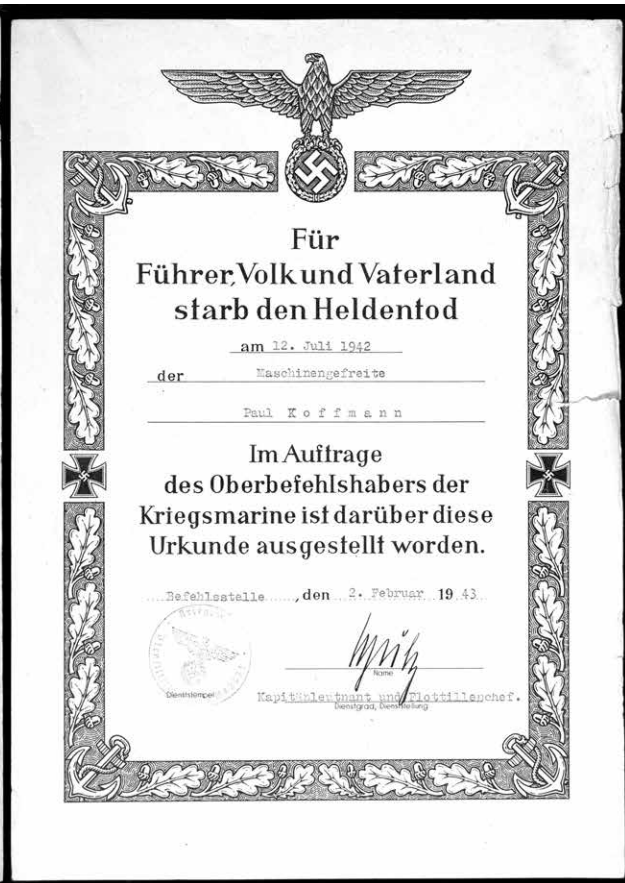 Für
Führer, Volk und Vaterland
starb den Heldentod
am 12. Juli 1942
der Maschinengefreite
Paul Koffmann
Im Auftrage
des Oberbefehlshabers der
Kriegsmarine ist darüber diese
Urkunde ausgestellt worden.
Befehlsstelle, den 2. Februar 1943
Name
Dienststempel
Kapitänleutnant und Flottillenchef.
Dienstgrad, Dienststellung